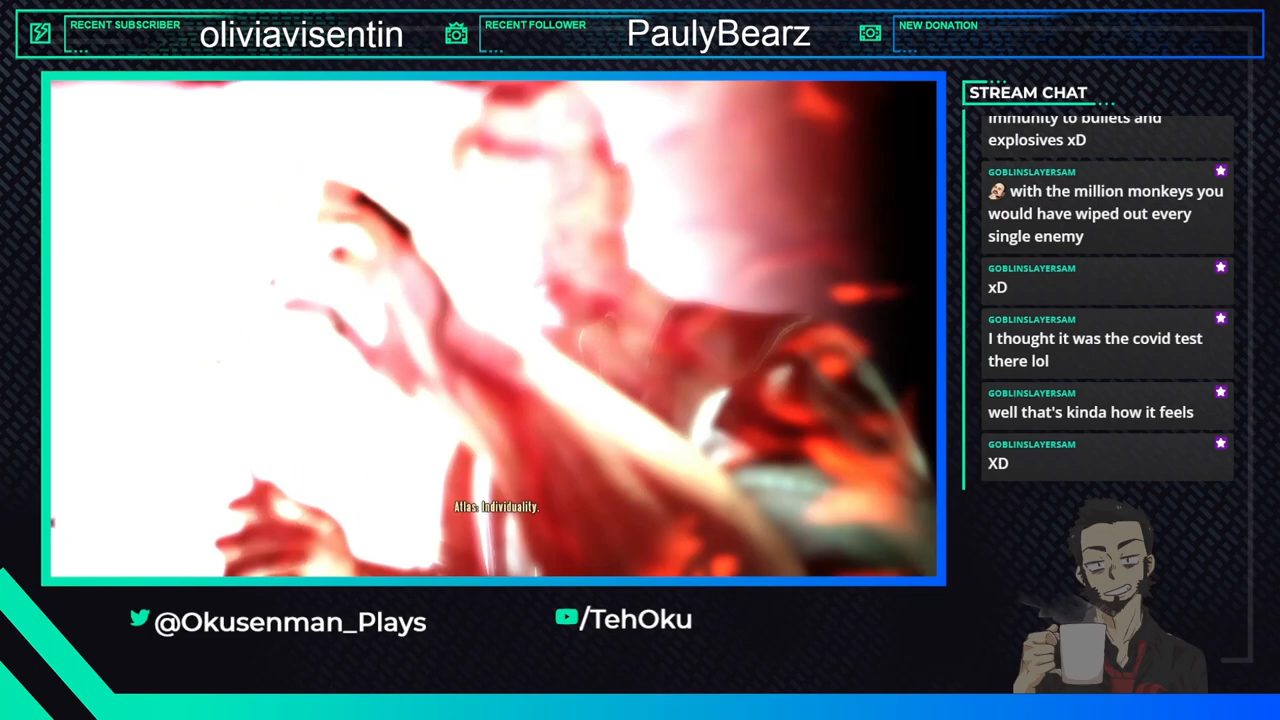 RECENT SUBSCRIBER
oliviavisentin
RECENT FOLLOWER
PaulyBearz
NEW DONATION
STREAM CHAT
immunity to bullets and
explosives xD
GOBLINSLAYERSAM
with the million monkeys you
would have wiped out every
single enemy
GOBLINSLAYERSAM
xD
GOBLINSLAYERSAM
I thought it was the covid test
there lol
GOBLINSLAYERSAM
well that's kinda how it feels
GOBLINSLAYERSAM
XD
Atlas: Individuality.
@Okusenman_Plays
/TehOku